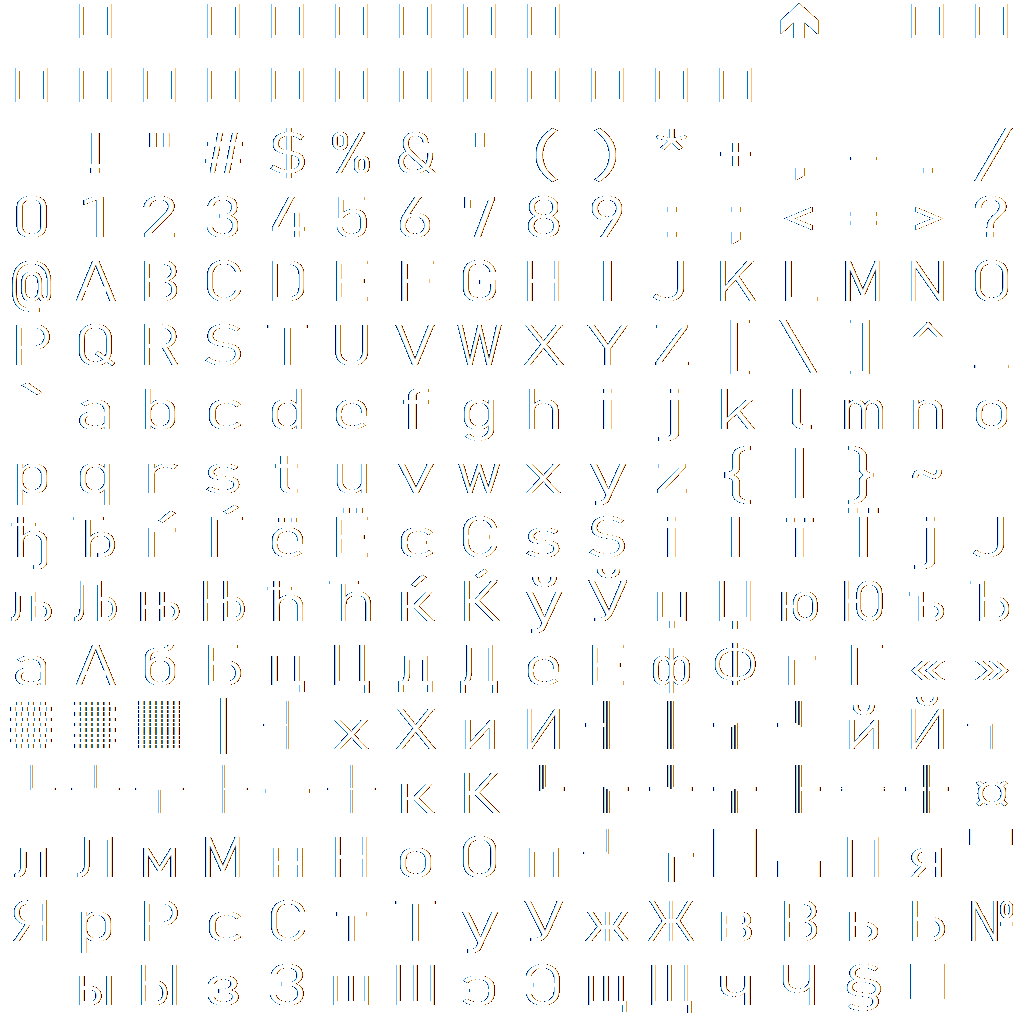 ! " # $ % & ' ( ) * + , - . /
0 1 2 3 4 5 6 7 8 9 : ; < = > ?
@ A B C D E F G H I J K L M N O
P Q R S T U V W X Y Z [ \ ] ^ _
` a b c d e f g h i j k l m n o
p q r s t u v w x y z { | } ~
ђ Ђ ѓ Ѓ ё Ё є Є ѕ Ѕ і І ї Ї ј Ј
љ Љ њ Њ ћ Ћ ќ Ќ ў Ў џ Џ ю Ю ъ Ъ
а А б Б ц Ц д Д е Е ф Ф г Г « »
░ ▒ ▓ │ ┤ х Х и И ╣ ║ ╗ ╝ й Й ┐
└ ┴ ┬ ├ ─ ┼ к К ╚ ╔ ╩ ╦ ╠ ═ ╬ ¤
л Л м М н Н о О п ┘ ┌ █ ▄ П я ▀
Я р Р с С т Т у У ж Ж в В ь Ь №
ы Ы з З ш Ш э Э щ Щ ч Ч § ■